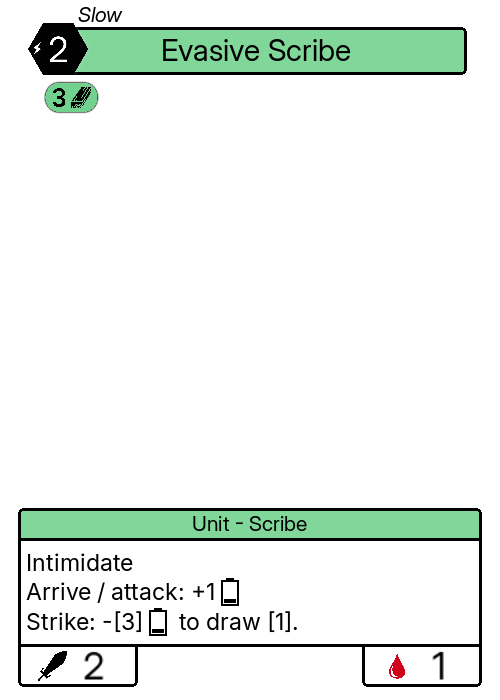 Slow
2 Evasive Scribe
3
Unit - Scribe
Intimidate
Arrive / attack: +1
Strike: -[3] to draw [1].
2 1